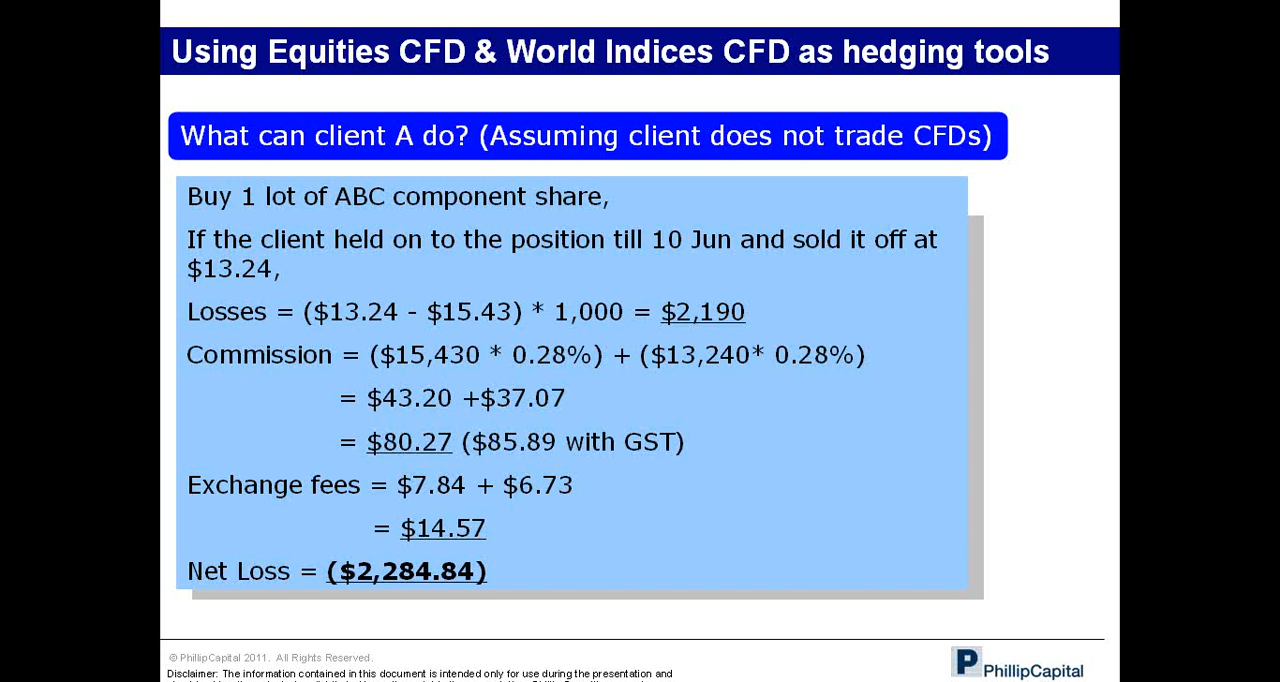 Using Equities CFD & World Indices CFD as hedging tools
What can client A do? (Assuming client does not trade CFDs)
Buy 1 lot of ABC component share,
If the client held on to the position till 10 Jun and sold it off at
$13.24,
Losses = ($13.24 - $15.43) * 1,000 = $2,190
Commission = ($15,430 * 0.28%) + ($13,240* 0.28%)
= $43.20 +$37.07
= $80.27 ($85.89 with GST)
Exchange fees = $7.84 + $6.73
= $14.57
Net Loss = ($2,284.84)
© PhillipCapital 2011. All Rights Reserved.
Disclaimer: The information contained in this document is intended only for use during the presentation and
P PhillipCapital